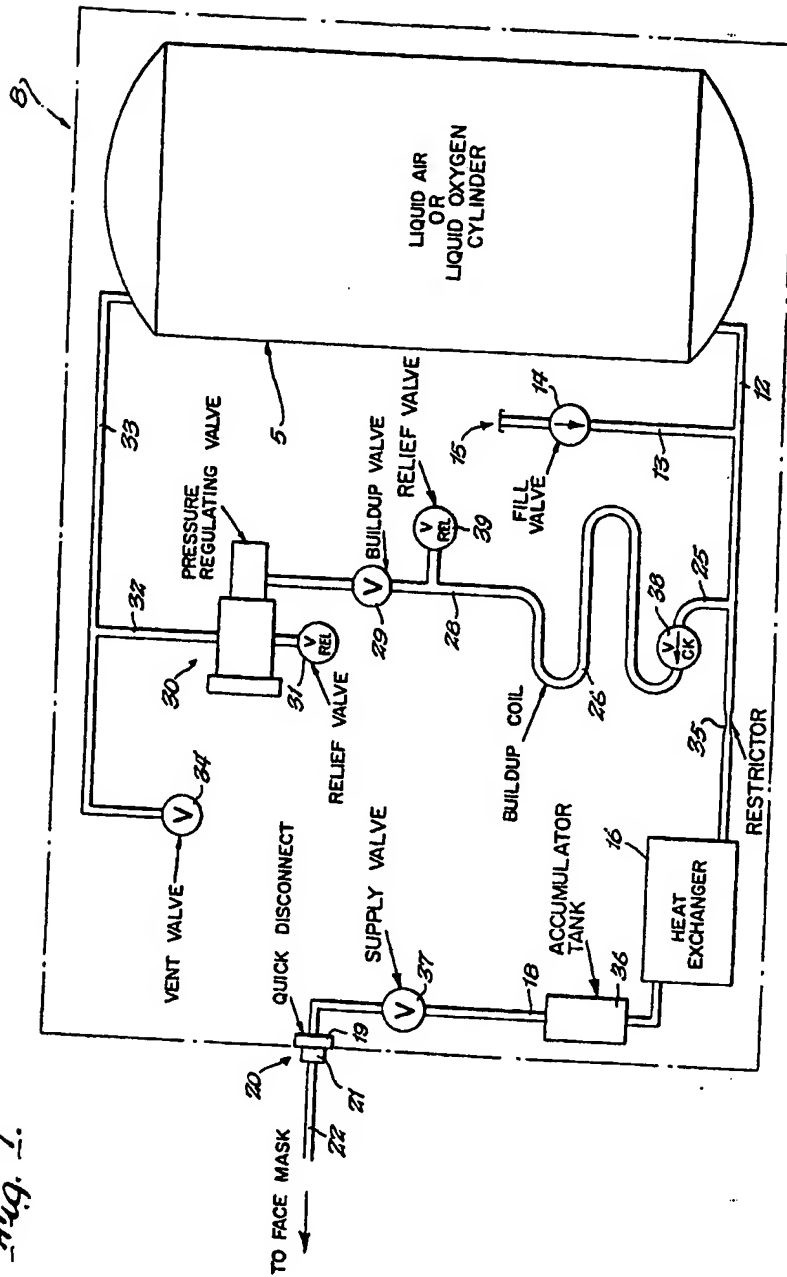 Fig. 1.
8
LIQUID AIR
OR
LIQUID OXYGEN
CYLINDER
5
33
32
PRESSURE
REGULATING VALVE
30
31
V
REL
RELIEF VALVE
34
V
VENT VALVE
29
V
BUILDUP VALVE
RELIEF VALVE
V
REL
39
28
15
14
FILL
VALVE
13
12
BUILDUP COIL
26
38
V
CK
25
35
RESTRICTOR
16
HEAT
EXCHANGER
ACCUMULATOR
TANK
36
18
SUPPLY VALVE
V
37
QUICK DISCONNECT
19
20
21
22
TO FACE MASK